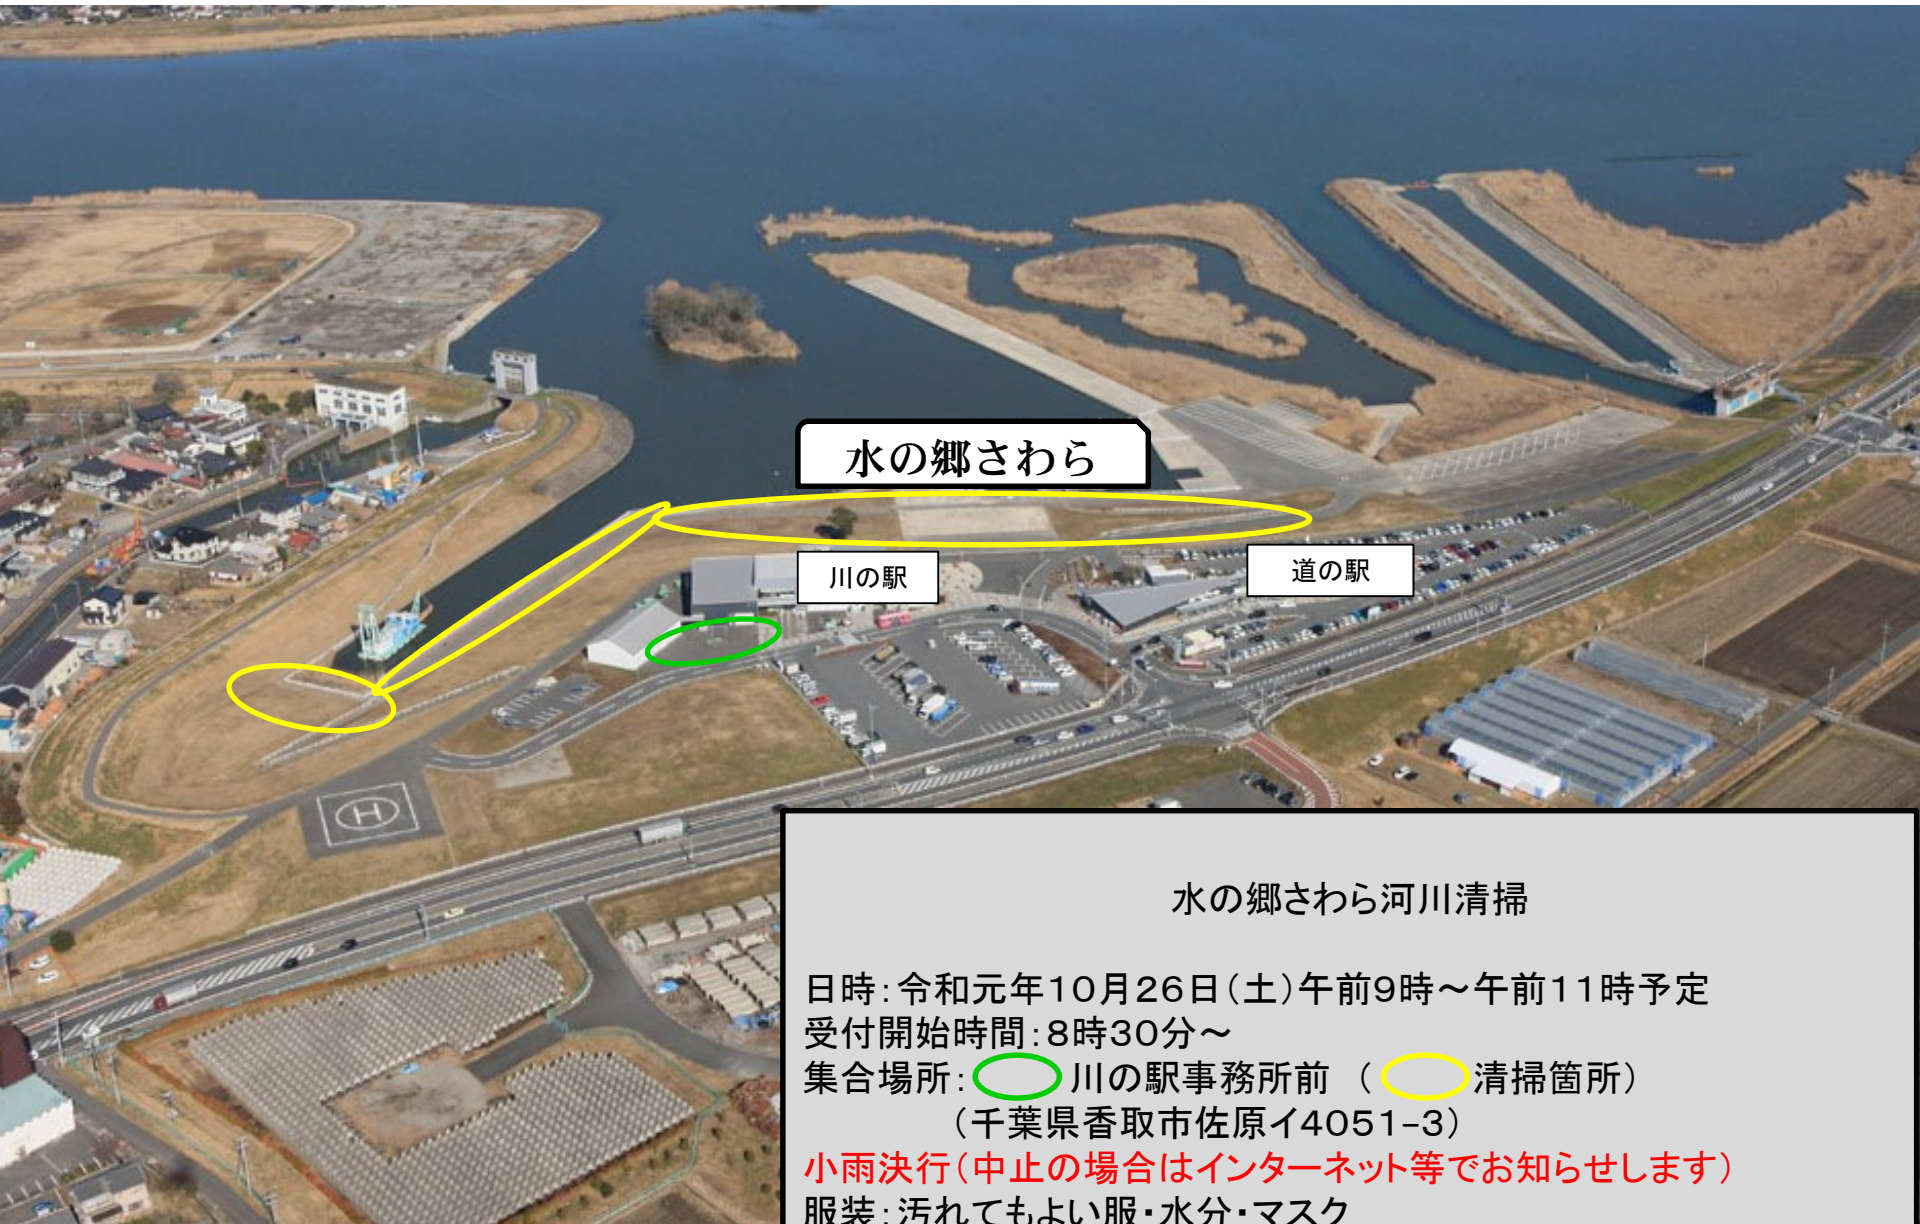 水の郷さわら
川の駅
道の駅
H
水の郷さわら河川清掃
日時:令和元年10月26日(土)午前9時～午前11時予定
受付開始時間:8時30分～
集合場所: 川の駅事務所前 ( 清掃箇所)
(千葉県香取市佐原イ4051-3)
小雨決行(中止の場合はインターネット等でお知らせします)
服装:汚れてもよい服・水分・マスク